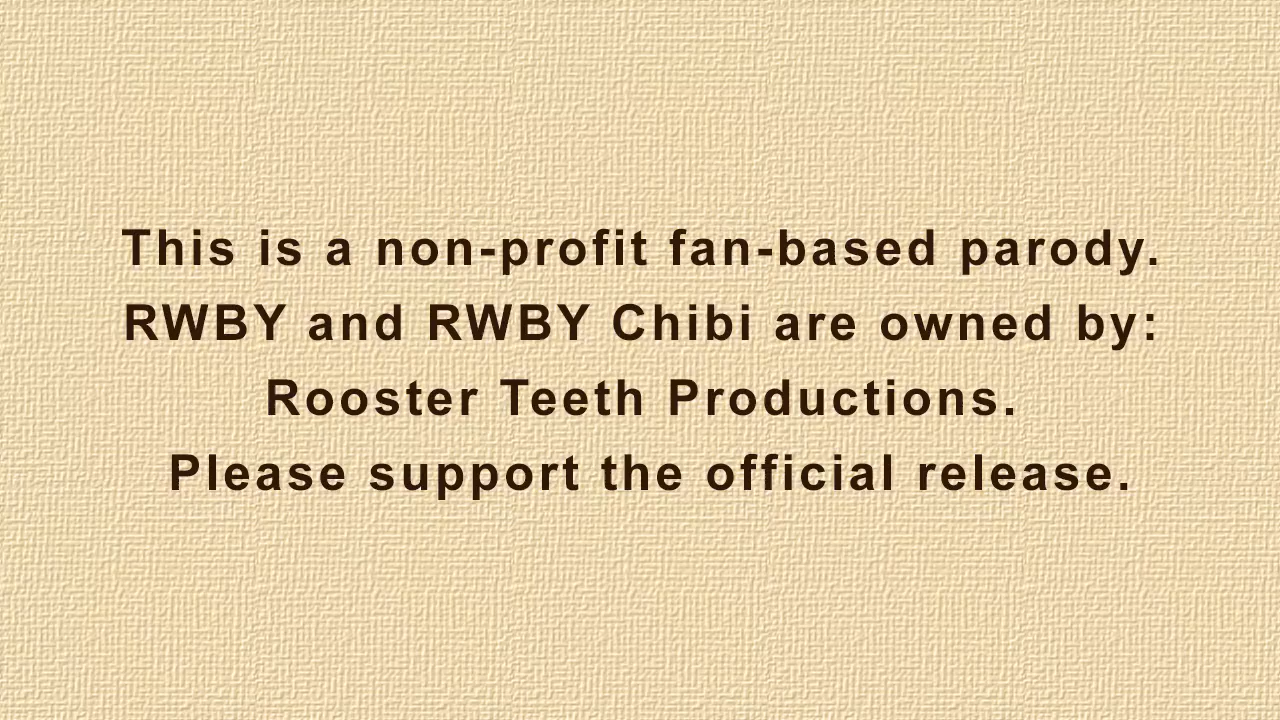 This is a non-profit fan-based parody.
RWBY and RWBY Chibi are owned by:
Rooster Teeth Productions.
Please support the official release.